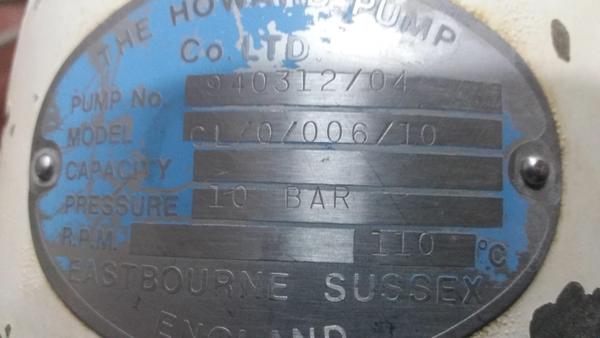 THE HOWARD PUMP
Co. LTD.
PUMP No. 940312/04
MODEL CL/0/006/10
CAPACITY
PRESSURE 10 BAR
R.P.M. 110 °C
EASTBOURNE SUSSEX
ENGLAND